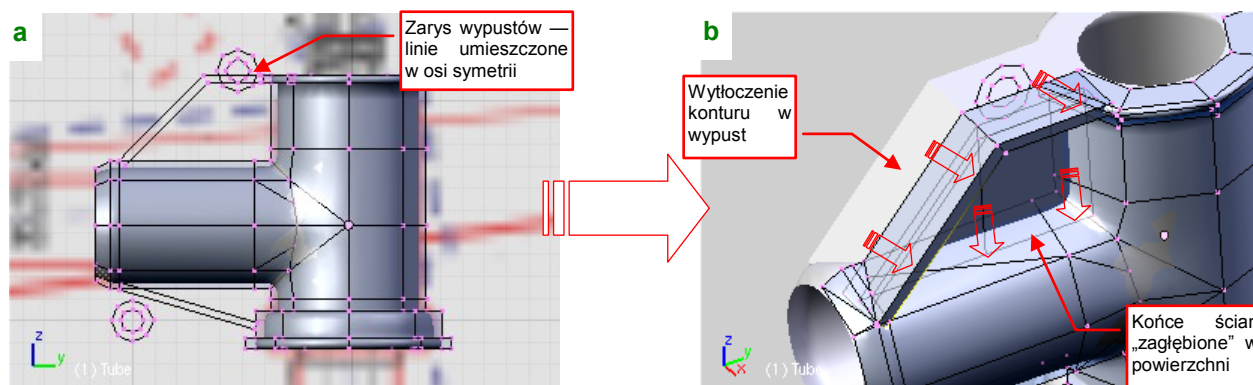 a
Zarys wypustów —
linie umieszczone
w osi symetrii
z
y
(1) Tube
b
Wytłoczenie
konturu w
wypust
Końce ścian
„zagłębione” w
powierzchni
z
y
x
(1) Tube